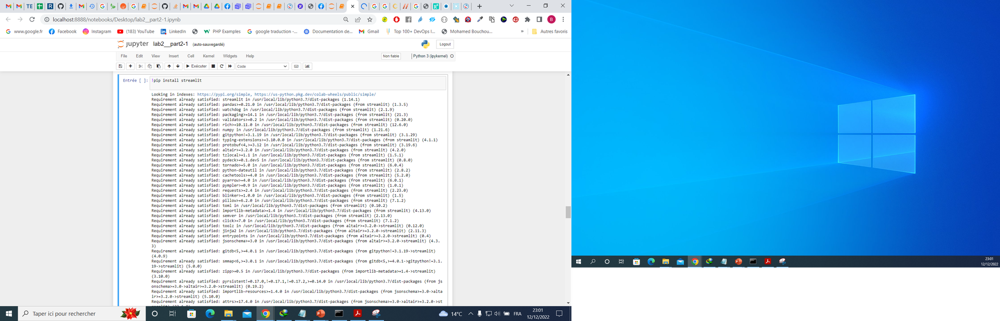 TE
R
localhost:8888/notebooks/Desktop/lab2__part2-1.ipynb
B
www.google.fr Facebook Instagram (183) YouTube LinkedIn PHP Examples google traduction -... Documentation de... Gmail Top 100+ DevOps I... Mohamed Bouchou... » Autres favoris
jupyter lab2__part2-1 (auto-sauvegardé) Logout
File Edit View Insert Cell Kernel Widgets Help Non fiable Python 3 (ipykernel)
Exécuter Code
Entrée [ ]: !pip install streamlit
Looking in indexes: https://pypi.org/simple, https://us-python.pkg.dev/colab-wheels/public/simple/
Requirement already satisfied: streamlit in /usr/local/lib/python3.7/dist-packages (1.14.1)
Requirement already satisfied: pandas>=0.21.0 in /usr/local/lib/python3.7/dist-packages (from streamlit) (1.3.5)
Requirement already satisfied: watchdog in /usr/local/lib/python3.7/dist-packages (from streamlit) (2.1.9)
Requirement already satisfied: packaging>=14.1 in /usr/local/lib/python3.7/dist-packages (from streamlit) (21.3)
Requirement already satisfied: validators>=0.2 in /usr/local/lib/python3.7/dist-packages (from streamlit) (0.20.0)
Requirement already satisfied: rich>=10.11.0 in /usr/local/lib/python3.7/dist-packages (from streamlit) (12.6.0)
Requirement already satisfied: numpy in /usr/local/lib/python3.7/dist-packages (from streamlit) (1.21.6)
Requirement already satisfied: gitpython!=3.1.19 in /usr/local/lib/python3.7/dist-packages (from streamlit) (3.1.29)
Requirement already satisfied: typing-extensions>=3.10.0.0 in /usr/local/lib/python3.7/dist-packages (from streamlit) (4.1.1)
Requirement already satisfied: protobuf<4,>=3.12 in /usr/local/lib/python3.7/dist-packages (from streamlit) (3.19.6)
Requirement already satisfied: altair>=3.2.0 in /usr/local/lib/python3.7/dist-packages (from streamlit) (4.2.0)
Requirement already satisfied: tzlocal>=1.1 in /usr/local/lib/python3.7/dist-packages (from streamlit) (1.5.1)
Requirement already satisfied: pydeck>=0.1.dev5 in /usr/local/lib/python3.7/dist-packages (from streamlit) (0.8.0)
Requirement already satisfied: tornado>=5.0 in /usr/local/lib/python3.7/dist-packages (from streamlit) (6.0.4)
Requirement already satisfied: python-dateutil in /usr/local/lib/python3.7/dist-packages (from streamlit) (2.8.2)
Requirement already satisfied: cachetools>=4.0 in /usr/local/lib/python3.7/dist-packages (from streamlit) (5.2.0)
Requirement already satisfied: pyarrow>=4.0 in /usr/local/lib/python3.7/dist-packages (from streamlit) (6.0.1)
Requirement already satisfied: pympler>=0.9 in /usr/local/lib/python3.7/dist-packages (from streamlit) (1.0.1)
Requirement already satisfied: requests>=2.4 in /usr/local/lib/python3.7/dist-packages (from streamlit) (2.23.0)
Requirement already satisfied: blinker>=1.0.0 in /usr/local/lib/python3.7/dist-packages (from streamlit) (1.5)
Requirement already satisfied: pillow>=6.2.0 in /usr/local/lib/python3.7/dist-packages (from streamlit) (7.1.2)
Requirement already satisfied: toml in /usr/local/lib/python3.7/dist-packages (from streamlit) (0.10.2)
Requirement already satisfied: importlib-metadata>=1.4 in /usr/local/lib/python3.7/dist-packages (from streamlit) (4.13.0)
Requirement already satisfied: semver in /usr/local/lib/python3.7/dist-packages (from streamlit) (2.13.0)
Requirement already satisfied: click>=7.0 in /usr/local/lib/python3.7/dist-packages (from streamlit) (7.1.2)
Requirement already satisfied: toolz in /usr/local/lib/python3.7/dist-packages (from altair>=3.2.0->streamlit) (0.12.0)
Requirement already satisfied: jinja2 in /usr/local/lib/python3.7/dist-packages (from altair>=3.2.0->streamlit) (2.11.3)
Requirement already satisfied: entrypoints in /usr/local/lib/python3.7/dist-packages (from altair>=3.2.0->streamlit) (0.4)
Requirement already satisfied: jsonschema>=3.0 in /usr/local/lib/python3.7/dist-packages (from altair>=3.2.0->streamlit) (4.3.
3)
Requirement already satisfied: gitdb<5,>=4.0.1 in /usr/local/lib/python3.7/dist-packages (from gitpython!=3.1.19->streamlit)
(4.0.9)
Requirement already satisfied: smmap<6,>=3.0.1 in /usr/local/lib/python3.7/dist-packages (from gitdb<5,>=4.0.1->gitpython!=3.1.
19->streamlit) (5.0.0)
Requirement already satisfied: zipp>=0.5 in /usr/local/lib/python3.7/dist-packages (from importlib-metadata>=1.4->streamlit)
(3.10.0)
Requirement already satisfied: pyrsistent!=0.17.0,!=0.17.1,!=0.17.2,>=0.14.0 in /usr/local/lib/python3.7/dist-packages (from js
onschema>=3.0->altair>=3.2.0->streamlit) (0.19.2)
Requirement already satisfied: importlib-resources>=1.4.0 in /usr/local/lib/python3.7/dist-packages (from jsonschema>=3.0->alta
ir>=3.2.0->streamlit) (5.10.0)
Requirement already satisfied: attrs>=17.4.0 in /usr/local/lib/python3.7/dist-packages (from jsonschema>=3.0->altair>=3.2.0->st
Taper ici pour rechercher
14°C FRA
23:01
12/12/2022
23:01
12/12/2022